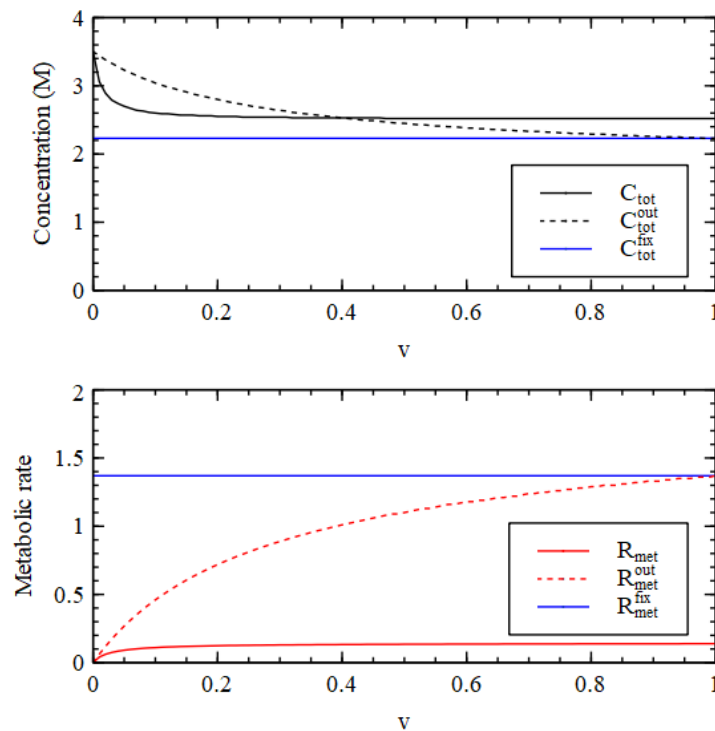 4
3
2
1
0
Concentration (M)
C_tot
C_tot^out
C_tot^fix
0 0.2 0.4 0.6 0.8 1
v
2
1.5
1
0.5
0
Metabolic rate
R_met
R_met^out
R_met^fix
0 0.2 0.4 0.6 0.8 1
v